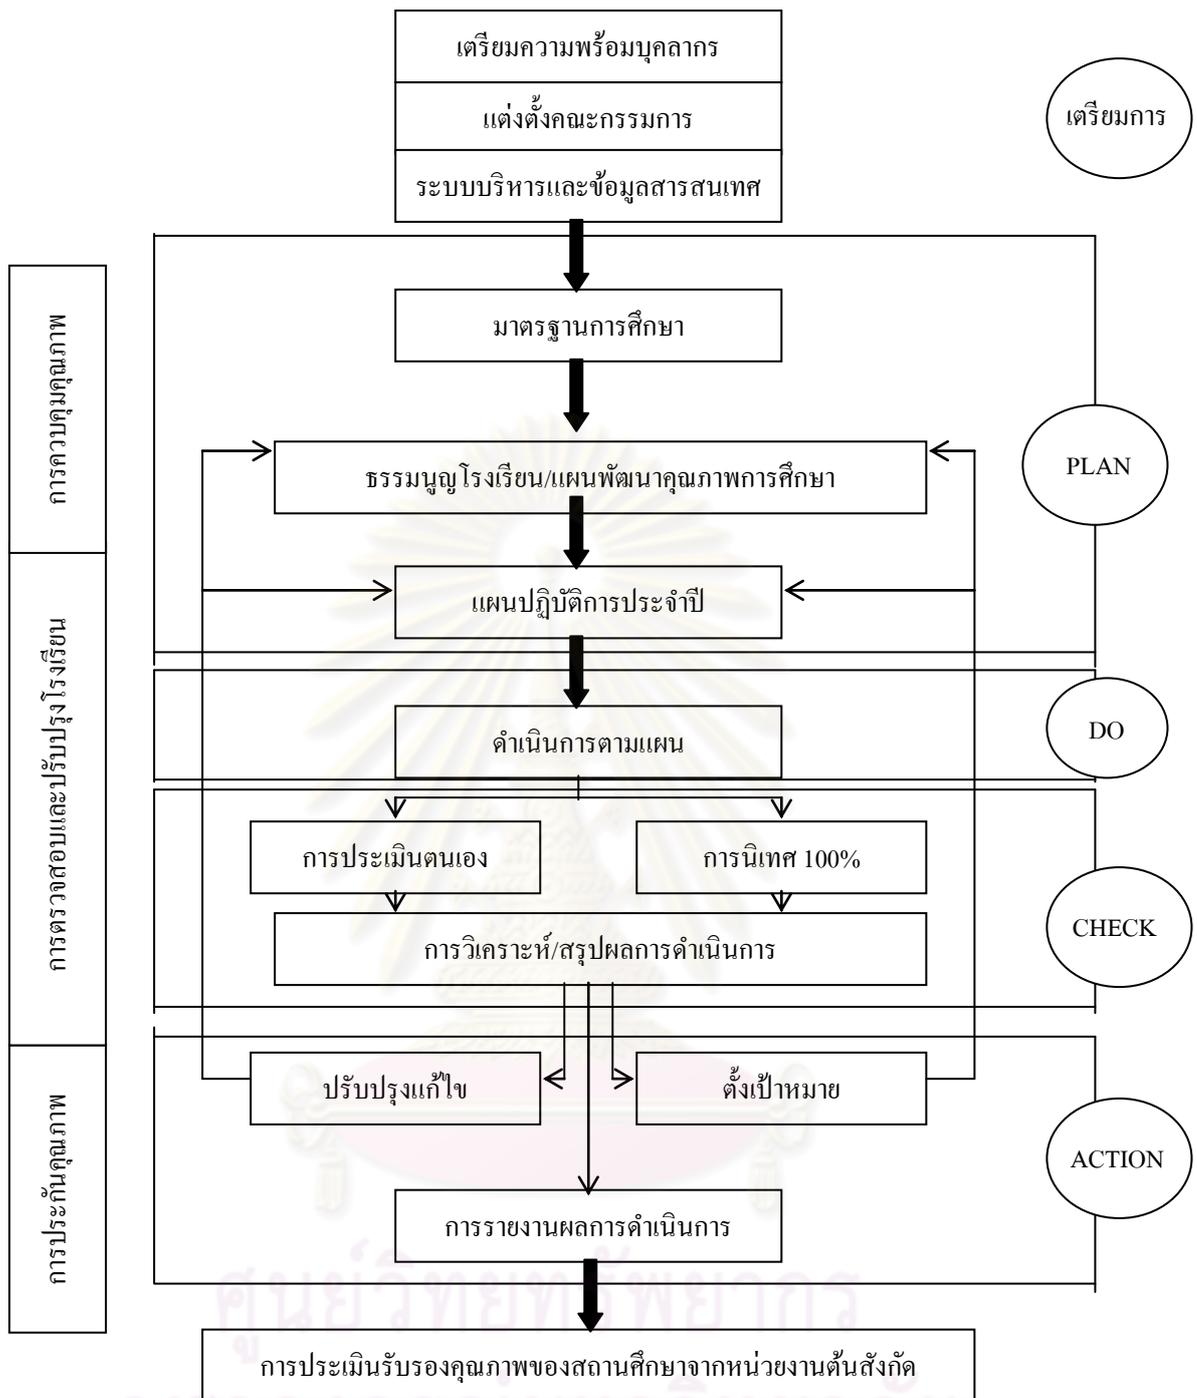 เตรียมความพร้อมบุคลากร
แต่งตั้งคณะกรรมการ
เตรียมการ
ระบบบริหารและข้อมูลสารสนเทศ
มาตรฐานการศึกษา
การควบคุมคุณภาพ
PLAN
ธรรมนูญโรงเรียน/แผนพัฒนาคุณภาพการศึกษา
แผนปฏิบัติการประจำปี
การตรวจสอบและปรับปรุงโรงเรียน
ดำเนินการตามแผน
DO
การประเมินตนเอง
การนิเทศ 100%
การวิเคราะห์/สรุปผลการดำเนินการ
CHECK
ปรับปรุงแก้ไข
ตั้งเป้าหมาย
การประกันคุณภาพ
ACTION
การรายงานผลการดำเนินการ
ศูนย์วิทยทรัพยากร
การประเมินรับรองคุณภาพของสถานศึกษาจากหน่วยงานต้นสังกัด